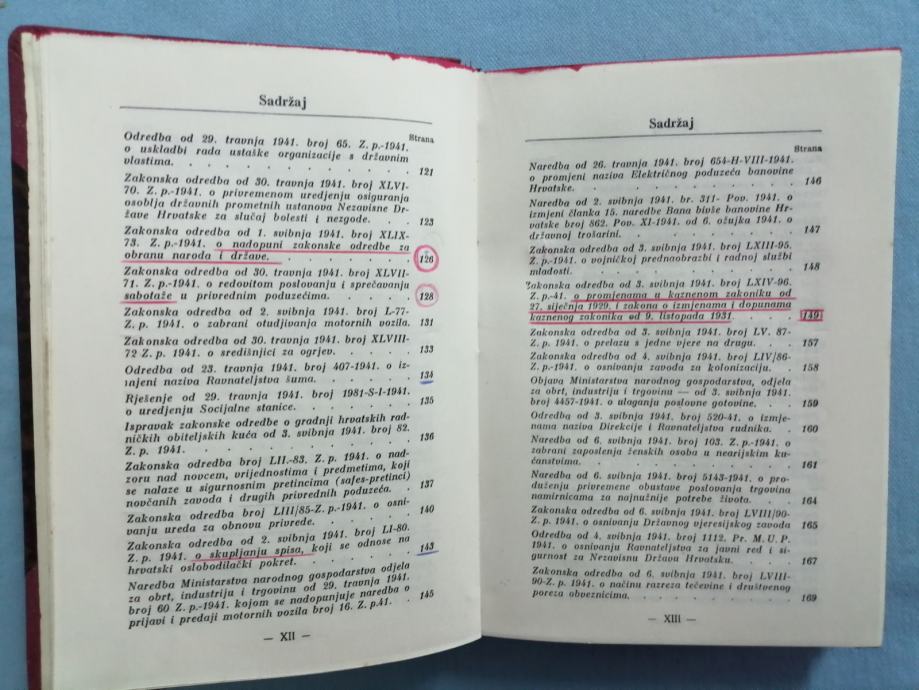 Sadržaj
Strana
Odredba od 29. travnja 1941. broj 65. Z. p.-1941.
o uskladbi rada ustaške organizacije s državnim
vlastima. . . . . . . . . . . 121
Zakonska odredba od 30. travnja 1941. broj XLVI-
70. Z. p.-1941. o privremenom uredjenju osiguranja
osoblja državnih prometnih ustanova Nezavisne Dr-
žave Hrvatske za slučaj bolesti i nezgode. . . 123
Zakonska odredba od 1. svibnja 1941. broj XLIX-
73. Z. p.-1941. o nadopuni zakonske odredbe za
obranu naroda i države. . . . . . . . 126
Zakonska odredba od 30. travnja 1941. broj XLVII-
71. Z. p.-1941. o redovitom poslovanju i sprečavanju
sabotaže u privrednim poduzećima. . . . . 128
Zakonska odredba od 2. svibnja 1941. broj L-77-
Z. p. 1941. o zabrani otudjivanja motornih vozila. 131
Zakonska odredba od 30. travnja 1941. broj XLVIII-
72 Z. p. 1941. o središnjici za ogrjev. . . . 133
Odredba od 23. travnja 1941. broj 407-1941. o iz-
mjeni naziva Ravnateljstva šuma. . . . . 134
Rješenje od 29. travnja 1941. broj 1981-S-I-1941.
o uredjenju Socijalne stanice. . . . . . 135
Ispravak zakonske odredbe o gradnji hrvatskih rad-
ničkih obiteljskih kuća od 3. svibnja 1941. broj 82.
Z. p. 1941. . . . . . . . . . 136
Zakonska odredba broj LII.-83. Z. p. 1941. o nad-
zoru nad novcem, vrijednostima i predmetima, koji
se nalaze u sigurnosnim pretincima (safes-pretinci)
novčanih zavoda i drugih privrednih poduzeća. . 137
Zakonska odredba broj LIII/85-Z.p.-1941. o osni-
vanju ureda za obnovu privrede. . . . . 140
Zakonska odredba od 2. svibnja 1941. broj LI-80.
Z. p. 1941. o skupljanju spisa, koji se odnose na
hrvatski oslobodilački pokret. . . . . . 143
Naredba Ministarstva narodnog gospodarstva odjela
za obrt, industriju i trgovinu od 29. travnja 1941.
broj 60 Z. p.-1941. kojom se nadopunjuje naredba o
prijavi i predaji motornih vozila broj 16. Z. p.41. . 145
— XII —
Sadržaj
Strana
Naredba od 26. travnja 1941. broj 654-H-VIII-1941.
o promjeni naziva Električnog poduzeća banovine
Hrvatske. . . . . . . . . . . 146
Naredba od 2. svibnja 1941. br. 311- Pov. 1941. o
izmjeni članka 15. naredbe Bana bivše banovine Hr-
vatske broj 862. Pov. XI-1941. od 6. ožujka 1941. o
državnoj trošarini. . . . . . . . 147
Zakonska odredba od 3. svibnja 1941. broj LXIII-95.
Z. p.-1941. o vojničkoj prednaobrazbi i radnoj službi
mladosti. . . . . . . . . . . 148
Zakonska odredba od 3. svibnja 1941. broj LXIV-96.
Z. p.-41. o promjenama u kaznenom zakoniku od
27. siječnja 1929. i zakona o izmjenama i dopunama
kaznenog zakonika od 9. listopada 1931. . . . 149
Zakonska odredba od 3. svibnja 1941. broj LV. 87-
Z.p.-1941. o prelazu s jedne vjere na drugu. . . 157
Zakonska odredba od 4. svibnja 1941. broj LIV/86-
Z.p.-1941. o osnivanju zavoda za kolonizaciju. . 158
Objava Ministarstva narodnog gospodarstva, odjela
za obrt, industriju i trgovina — od 3. svibnja 1941.
broj 4457-1941. o ulaganju poslovne gotovine. . 159
Odredba od 3. svibnja 1941. broj 520-41. o izmje-
nama naziva Direkcije i Ravnateljstva rudnika. . 160
Naredba od 6. svibnja 1941. broj 103. Z. p.-1941. o
zabrani zaposlenja ženskih osoba u nearijskim ku-
ćanstvima. . . . . . . . . . 161
Naredba od 6. svibnja 1941. broj 5143-1941. o pro-
duženju privremene obustave poslovanja trgovina
namirnicama za najnužnije potrebe života. . . 164
Zakonska odredba od 6. svibnja 1941. broj LVIII/90-
Z.p. 1941. o osnivanju Državnog vjeresijskog zavoda 165
Odredba od 4. svibnja 1941. broj 1112. Pr. M. U. P.
1941. o osnivanju Ravnateljstva za javni red i si-
gurnost za Nezavisnu Državu Hrvatsku. . . . 167
Zakonska odredba od 6. svibnja 1941. broj LVIII-
90-Z.p. 1941. o načinu razreza tečevine i društvenog
poreza obveznicima. . . . . . . . 169
— XIII —